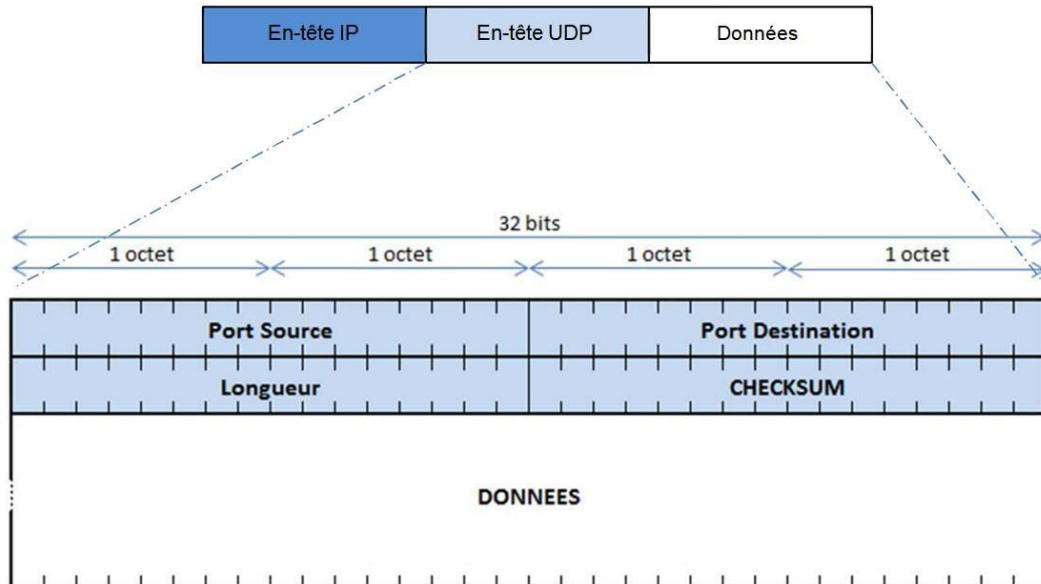 En-tête IP En-tête UDP Données
32 bits
1 octet 1 octet 1 octet 1 octet
Port Source Port Destination
Longueur CHECKSUM
DONNEES